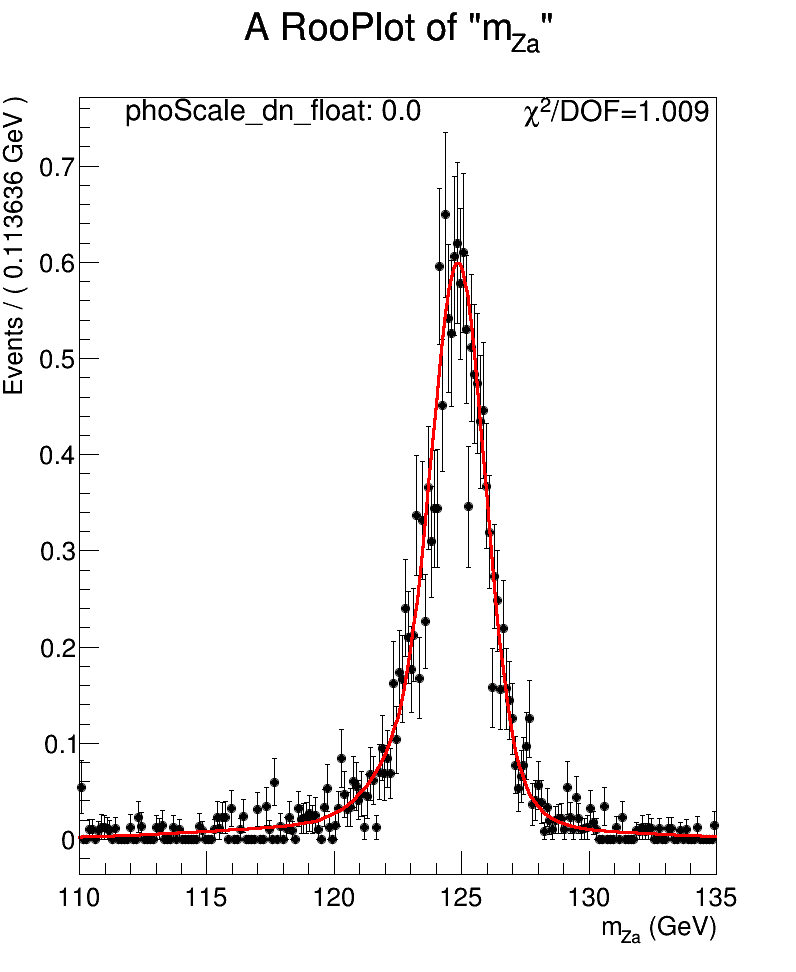 A RooPlot of "m_Za"
phoScale_dn_float: 0.0 χ²/DOF=1.009
Events / ( 0.113636 GeV )
0.7
0.6
0.5
0.4
0.3
0.2
0.1
0
110 115 120 125 130 135
m_Za (GeV)